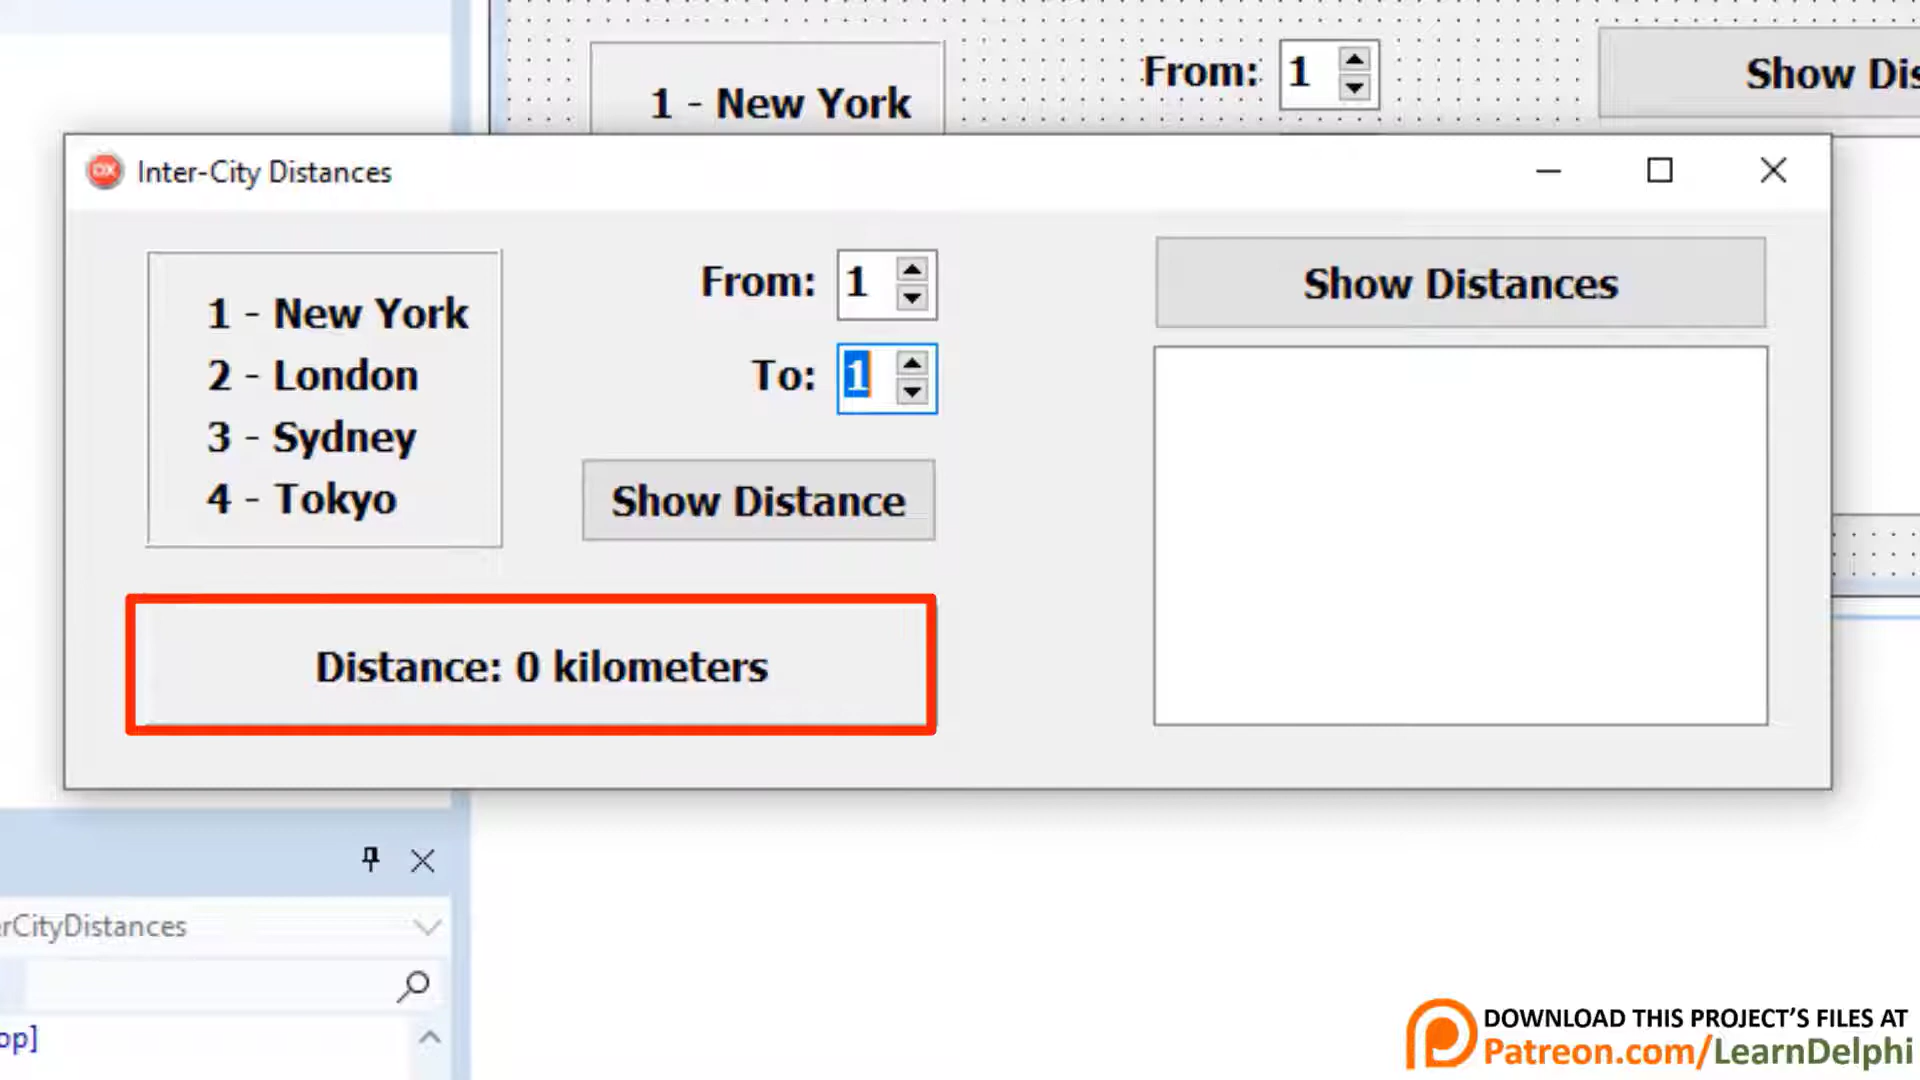 1 - New York
From: 1
Show Dis
DX Inter-City Distances
1 - New York
2 - London
3 - Sydney
4 - Tokyo
From: 1
To: 1
Show Distance
Distance: 0 kilometers
Show Distances
rCityDistances
op]
DOWNLOAD THIS PROJECT'S FILES AT
Patreon.com/LearnDelphi